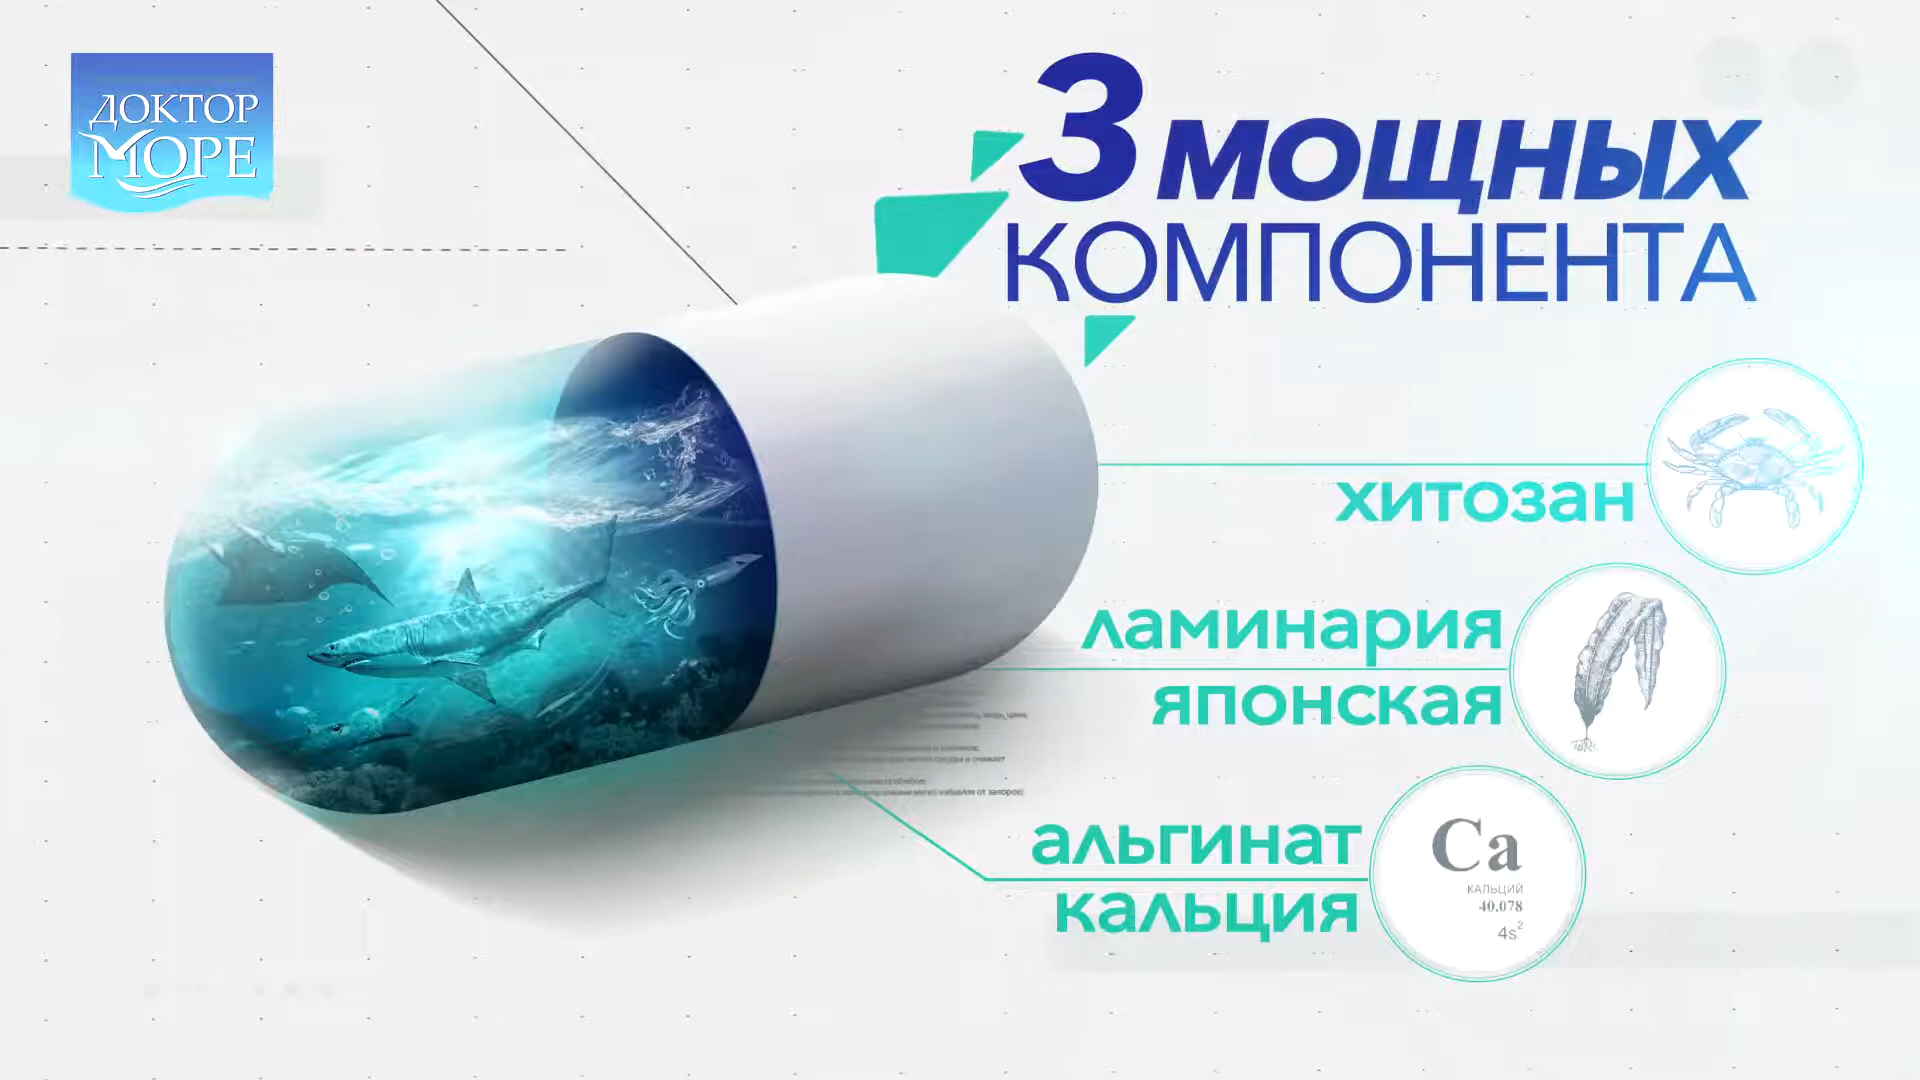 ДОКТОР
МОРЕ
3 МОЩНЫХ
КОМПОНЕНТА
ХИТОЗАН
ЛАМИНАРИЯ
ЯПОНСКАЯ
АЛЬГИНАТ
КАЛЬЦИЯ
Ca
КАЛЬЦИЙ
40.078
4s²